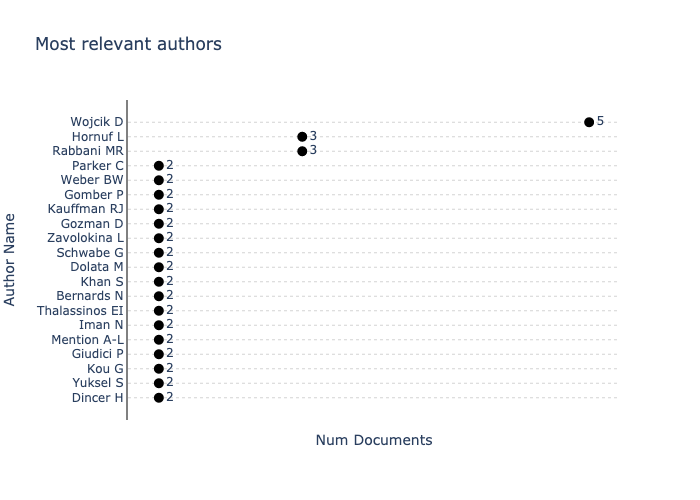 Most relevant authors
Wojcik D 5
Hornuf L 3
Rabbani MR 3
Parker C 2
Weber BW 2
Gomber P 2
Kauffman RJ 2
Gozman D 2
Zavolokina L 2
Schwabe G 2
Dolata M 2
Khan S 2
Bernards N 2
Thalassinos EI 2
Iman N 2
Mention A-L 2
Giudici P 2
Kou G 2
Yuksel S 2
Dincer H 2
Author Name
Num Documents